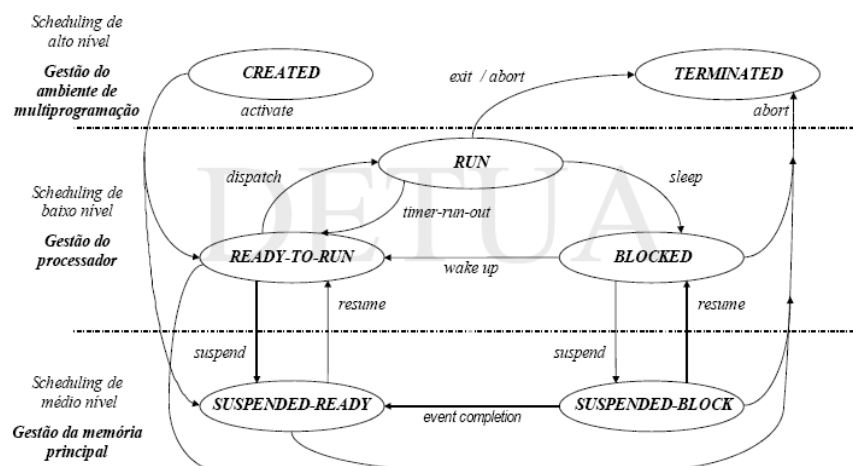 Scheduling de
alto nível
Gestão do
ambiente de
multiprogramação
CREATED
activate
exit / abort
TERMINATED
abort
RUN
dispatch
sleep
timer-run-out
Scheduling de
baixo nível
Gestão do
processador
DETUA
READY-TO-RUN
wake up
BLOCKED
resume
resume
suspend
suspend
Scheduling de
médio nível
Gestão da memória
principal
SUSPENDED-READY
event completion
SUSPENDED-BLOCK